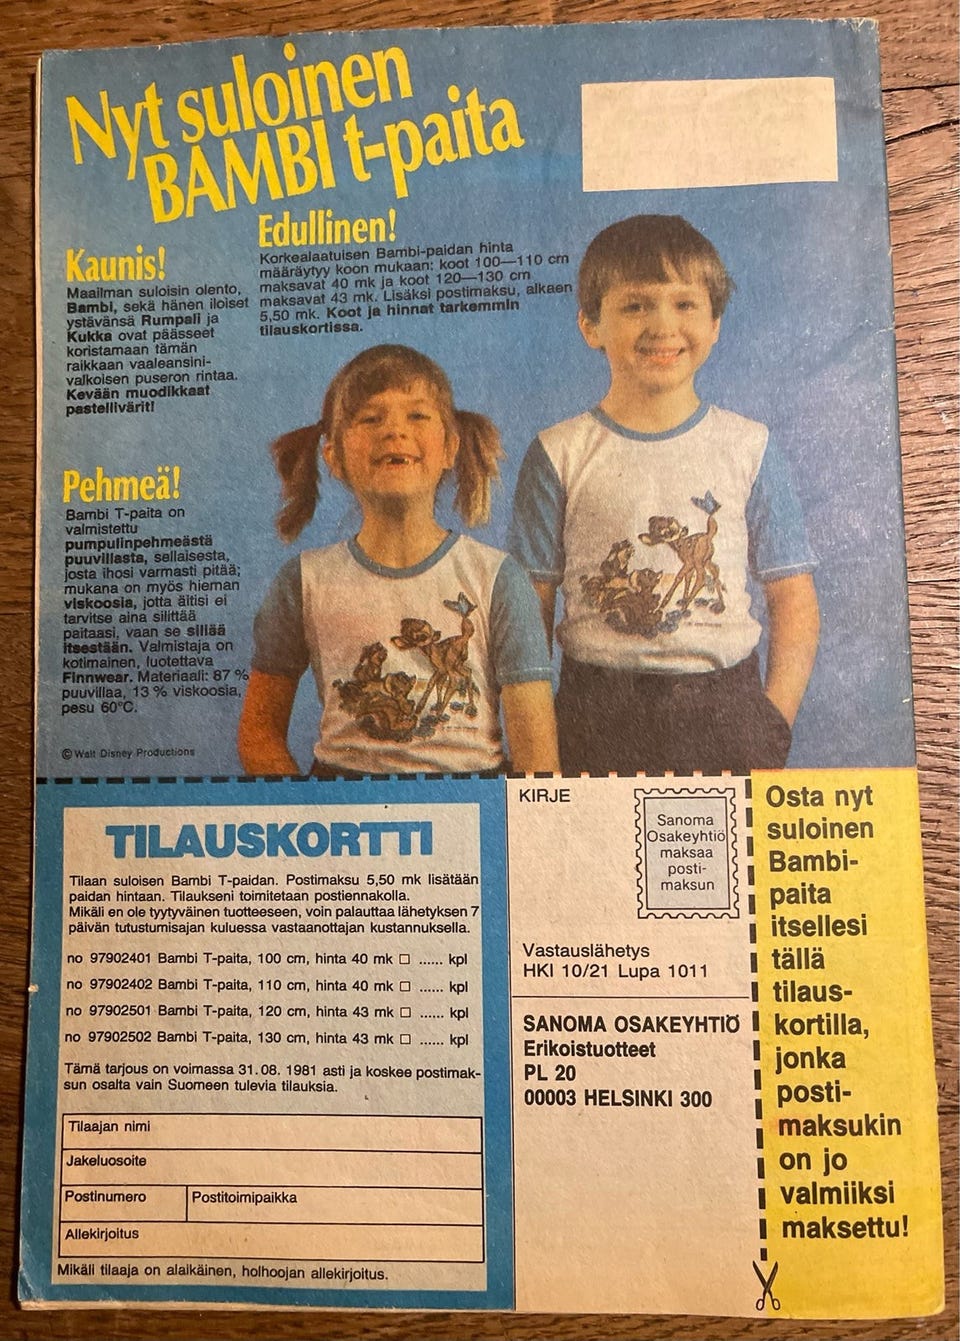 Nyt suloinen
BAMBI t-paita
Kaunis!
Maailman suloisin olento,
Bambi, sekä hänen iloiset
ystävänsä Rumpali ja
Kukka ovat päässeet
koristamaan tämän
raikkaan vaaleansini-
valkoisen puseron rintaa.
Kevään muodikkaat
pastellivärit!
Edullinen!
Korkealaatuisen Bambi-paidan hinta
määräytyy koon mukaan: koot 100—110 cm
maksavat 40 mk ja koot 120—130 cm
maksavat 43 mk. Lisäksi postimaksu, alkaen
5,50 mk. Koot ja hinnat tarkemmin
tilauskortissa.
Pehmeä!
Bambi T-paita on
valmistettu
pumpulinpehmeästä
puuvillasta, sellaisesta,
josta ihosi varmasti pitää;
mukana on myös hieman
viskoosia, jotta äitisi ei
tarvitse aina silittää
paitaasi, vaan se siliää
itsestään. Valmistaja on
kotimainen, luotettava
Finnwear. Materiaali: 87 %
puuvillaa, 13 % viskoosia,
pesu 60°C.
© Walt Disney Productions
TILAUSKORTTI
Tilaan suloisen Bambi T-paidan. Postimaksu 5,50 mk lisätään
paidan hintaan. Tilaukseni toimitetaan postiennakolla.
Mikäli en ole tyytyväinen tuotteeseen, voin palauttaa lähetyksen 7
päivän tutustumisajan kuluessa vastaanottajan kustannuksella.
no 97902401 Bambi T-paita, 100 cm, hinta 40 mk □ ...... kpl
no 97902402 Bambi T-paita, 110 cm, hinta 40 mk □ ...... kpl
no 97902501 Bambi T-paita, 120 cm, hinta 43 mk □ ...... kpl
no 97902502 Bambi T-paita, 130 cm, hinta 43 mk □ ...... kpl
Tämä tarjous on voimassa 31.08. 1981 asti ja koskee postimak-
sun osalta vain Suomeen tulevia tilauksia.
Tilaajan nimi
Jakeluosoite
Postinumero Postitoimipaikka
Allekirjoitus
Mikäli tilaaja on alaikäinen, holhoojan allekirjoitus.
KIRJE
Sanoma
Osakeyhtiö
maksaa
posti-
maksun
Vastauslähetys
HKI 10/21 Lupa 1011
SANOMA OSAKEYHTIÖ
Erikoistuotteet
PL 20
00003 HELSINKI 300
Osta nyt
suloinen
Bambi-
paita
itsellesi
tällä
tilaus-
kortilla,
jonka
posti-
maksukin
on jo
valmiiksi
maksettu!